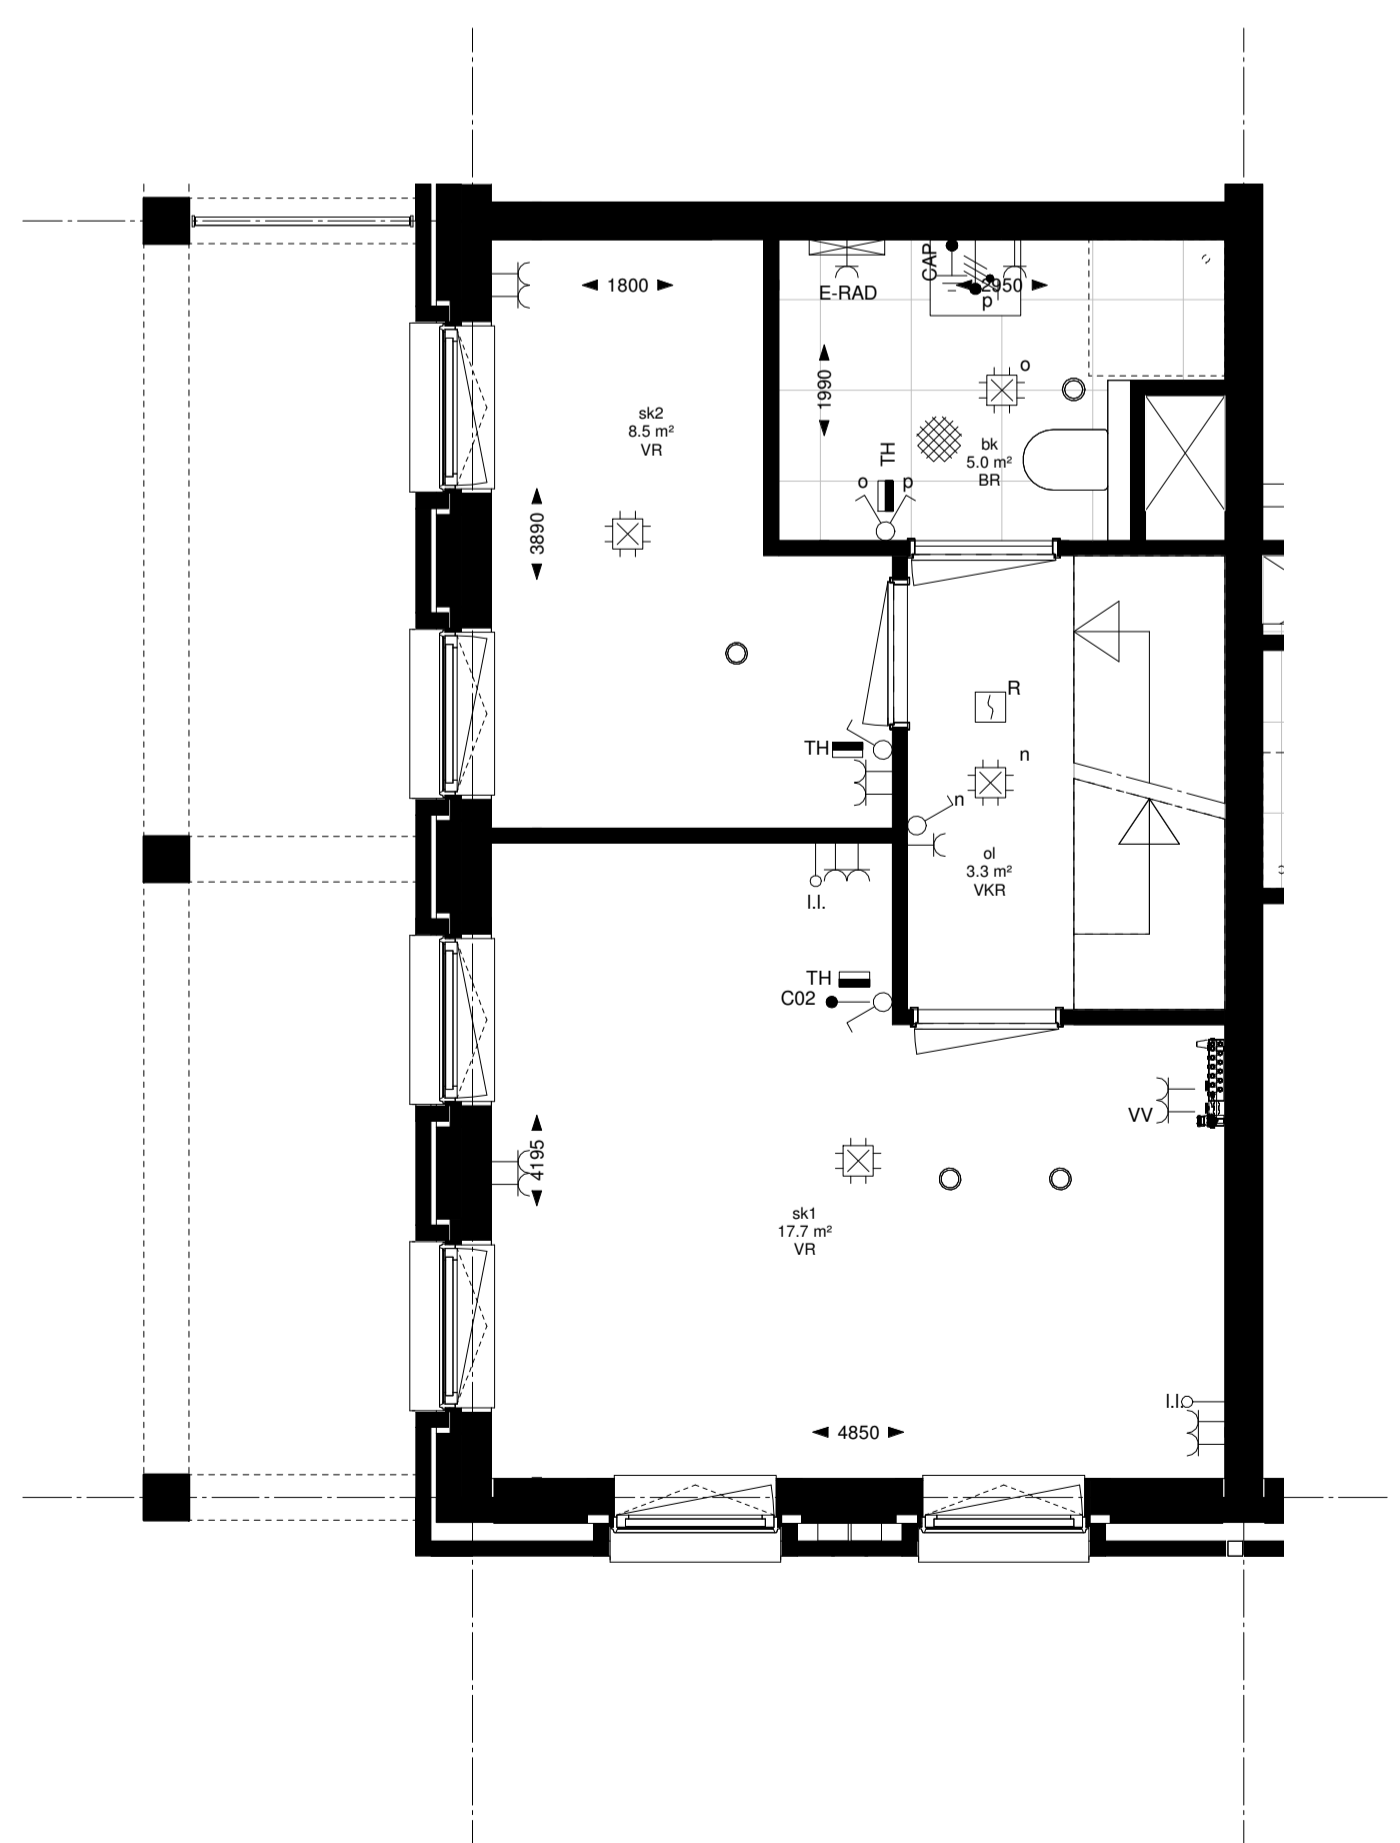 CAP
1800
2950
E-RAD
p
o
1990
sk2
8.5 m²
VR
bk
5.0 m²
BR
TH
o
p
3890
R
TH
n
n
ol
3.3 m²
VKR
I.I.
TH
C02
VV
4195
sk1
17.7 m²
VR
I.I.
4850